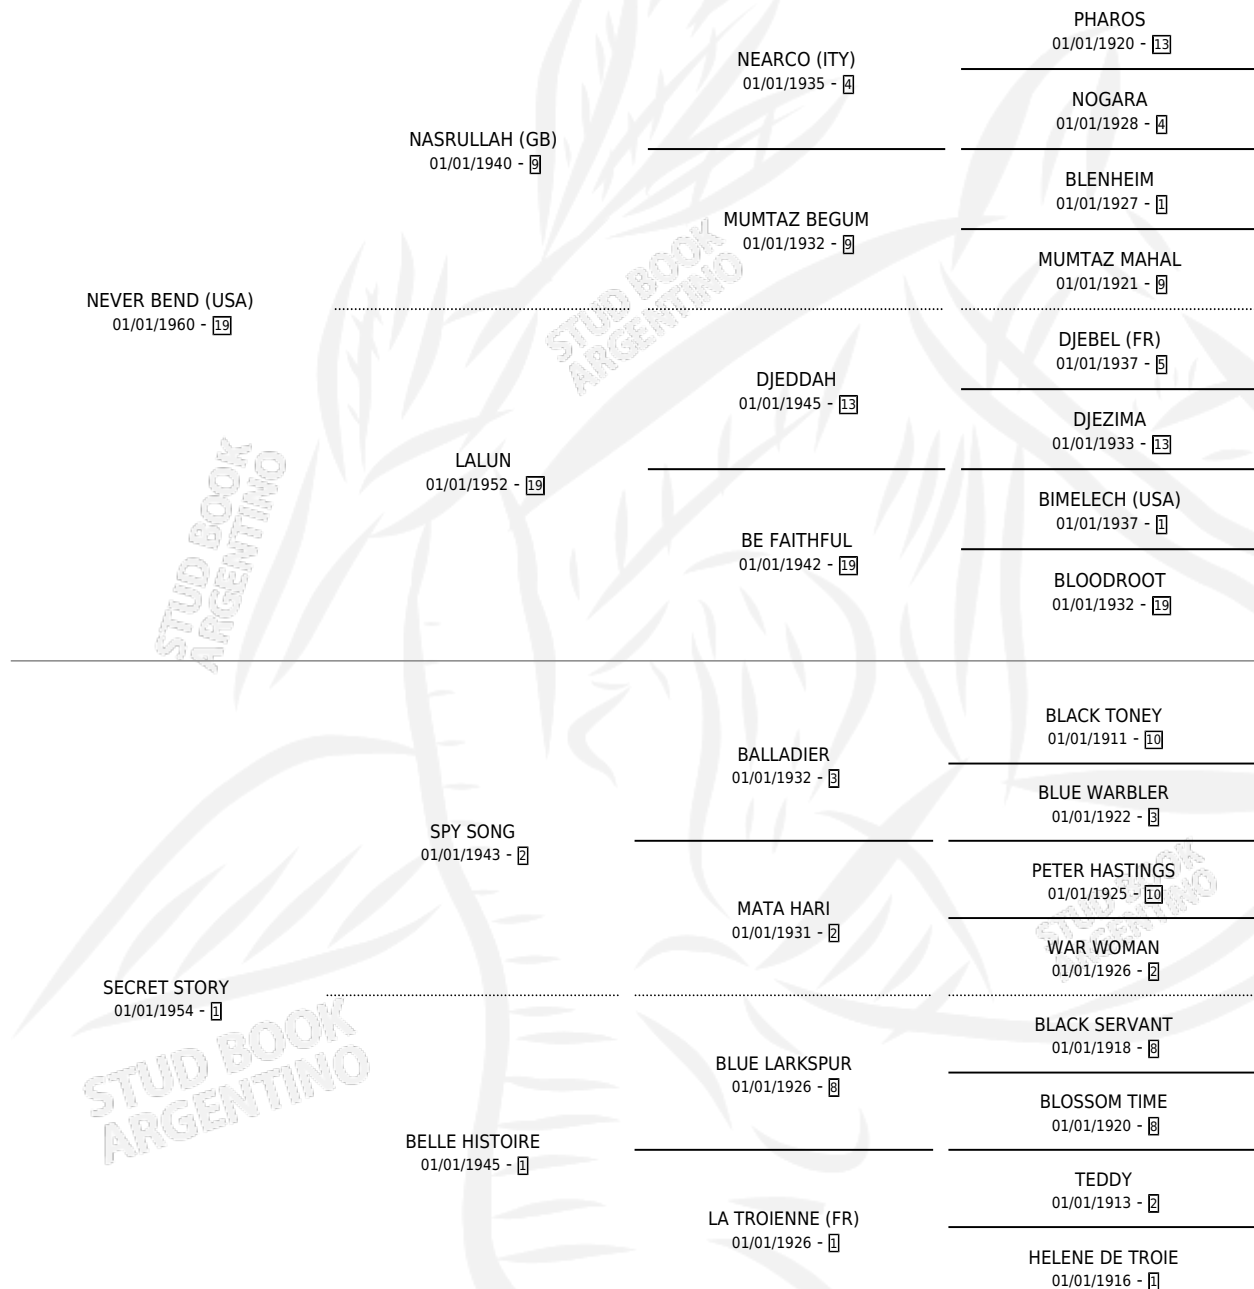 PHAROS
01/01/1920 - 13
NEARCO (ITY)
01/01/1935 - 4
NOGARA
01/01/1928 - 4
NASRULLAH (GB)
01/01/1940 - 9
BLENHEIM
01/01/1927 - 1
MUMTAZ BEGUM
01/01/1932 - 9
MUMTAZ MAHAL
01/01/1921 - 9
NEVER BEND (USA)
01/01/1960 - 19
STUD BOOK
ARGENTINO
DJEBEL (FR)
01/01/1937 - 5
DJEDDAH
01/01/1945 - 13
DJEZIMA
01/01/1933 - 13
LALUN
01/01/1952 - 19
BIMELECH (USA)
01/01/1937 - 1
BE FAITHFUL
01/01/1942 - 19
BLOODROOT
01/01/1932 - 19
STUD BOOK
ARGENTINO
BLACK TONEY
01/01/1911 - 10
BALLADIER
01/01/1932 - 3
BLUE WARBLER
01/01/1922 - 3
SPY SONG
01/01/1943 - 2
PETER HASTINGS
01/01/1925 - 10
MATA HARI
01/01/1931 - 2
STUD BOOK
ARGENTINO
WAR WOMAN
01/01/1926 - 2
SECRET STORY
01/01/1954 - 1
BLACK SERVANT
01/01/1918 - 8
STUD BOOK
ARGENTINO
BLUE LARKSPUR
01/01/1926 - 8
BLOSSOM TIME
01/01/1920 - 8
BELLE HISTOIRE
01/01/1945 - 1
TEDDY
01/01/1913 - 2
LA TROIENNE (FR)
01/01/1926 - 1
HELENE DE TROIE
01/01/1916 - 1